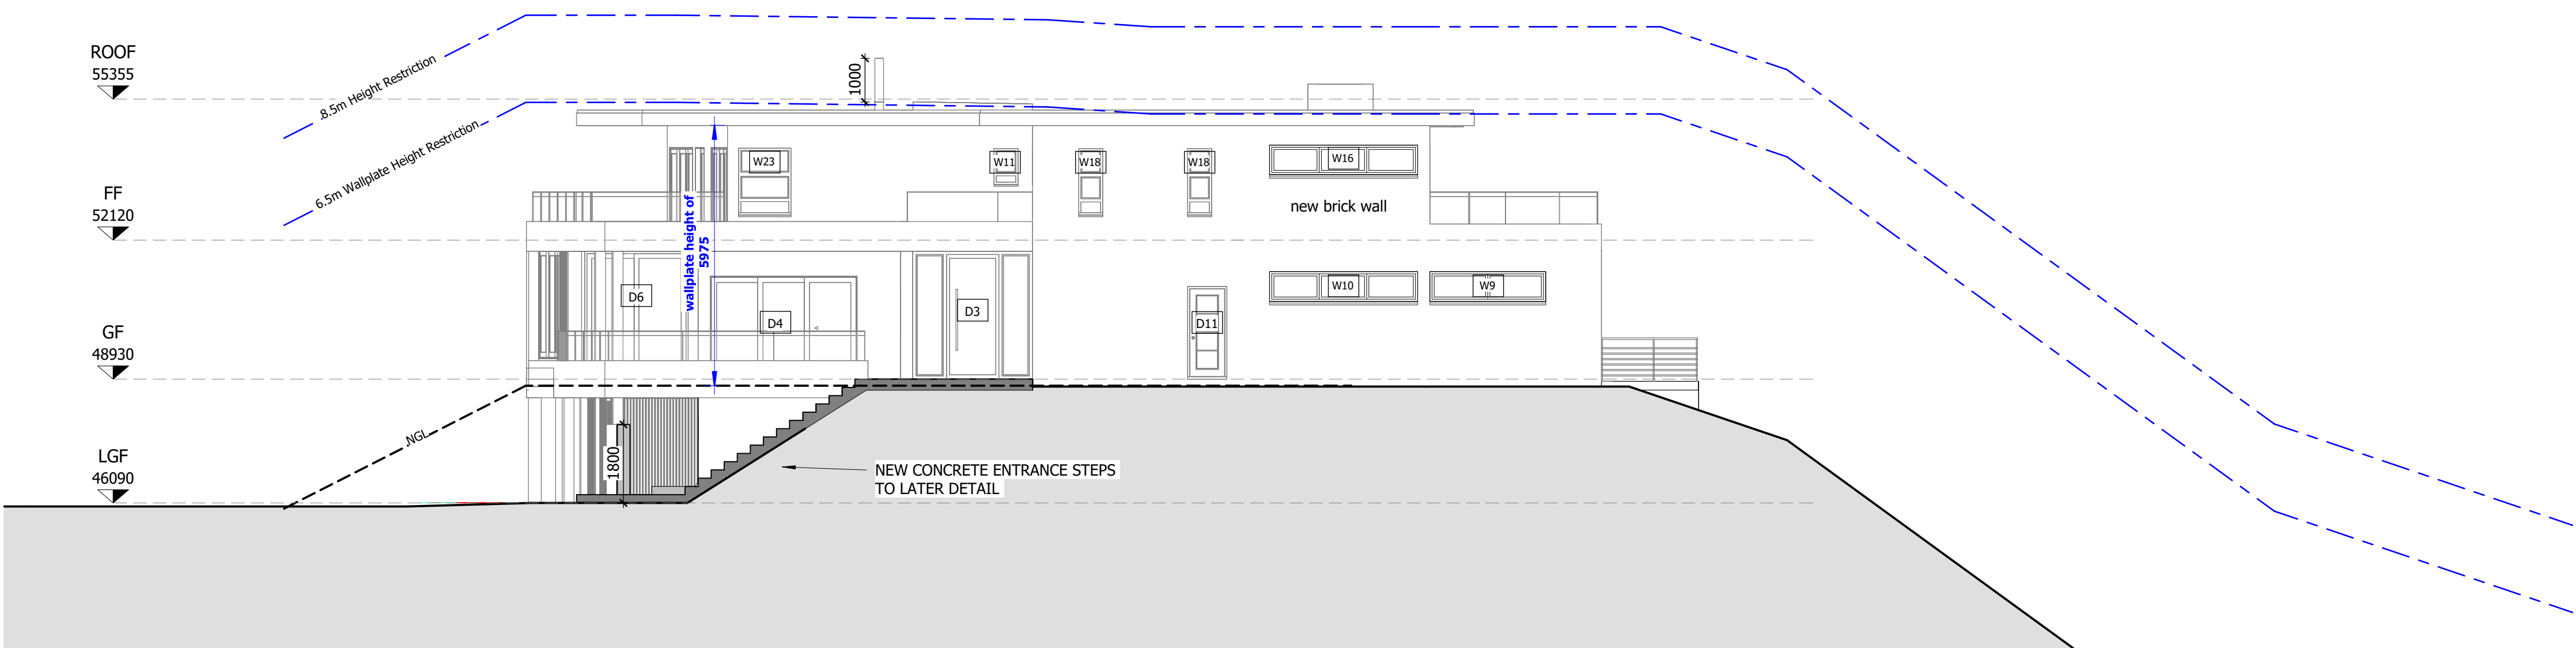 ROOF
55355
8.5m Height Restriction
1000
6.5m Wallplate Height Restriction
W23
W11
W18
W18
W16
FF
52120
wallplate height of
5975
new brick wall
D6
D4
D3
D11
W10
W9
GF
48930
NGL
LGF
46090
1800
NEW CONCRETE ENTRANCE STEPS
TO LATER DETAIL